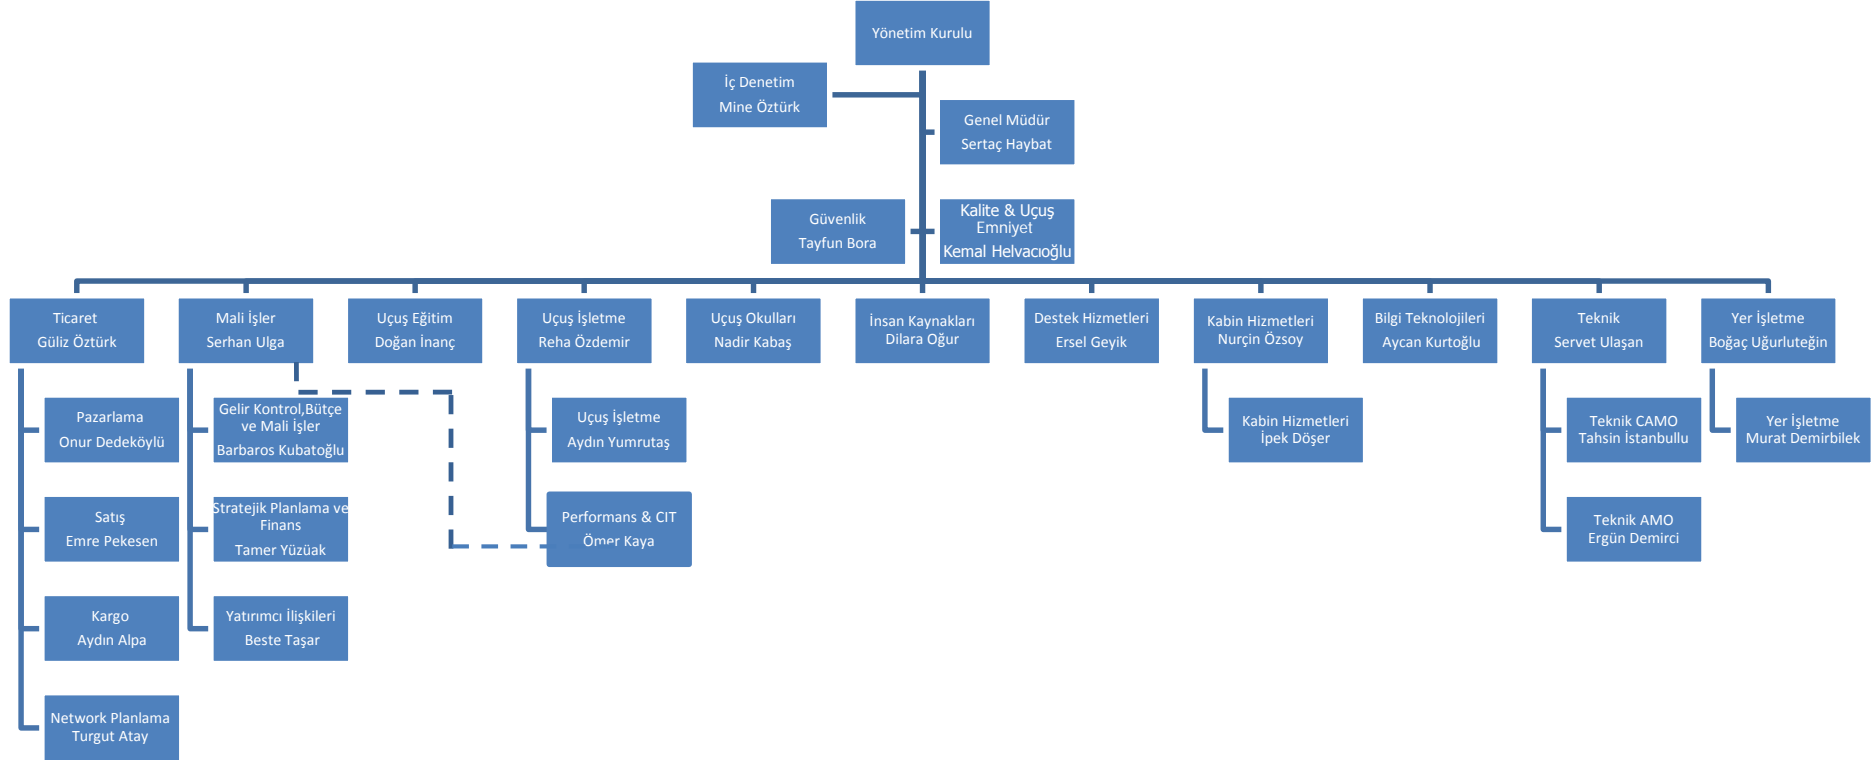 Yönetim Kurulu
İç Denetim
Mine Öztürk
Genel Müdür
Sertaç Haybat
Güvenlik
Tayfun Bora
Kalite & Uçuş
Emniyet
Kemal Helvacıoğlu
Ticaret
Güliz Öztürk
Mali İşler
Serhan Ulga
Uçuş Eğitim
Doğan İnanç
Uçuş İşletme
Reha Özdemir
Uçuş Okulları
Nadir Kabaş
İnsan Kaynakları
Dilara Oğur
Destek Hizmetleri
Ersel Geyik
Kabin Hizmetleri
Nurçin Özsoy
Bilgi Teknolojileri
Aycan Kurtoğlu
Teknik
Servet Ulaşan
Yer İşletme
Boğaç Uğurluteğin
Pazarlama
Onur Dedeköylü
Gelir Kontrol,Bütçe
ve Mali İşler
Barbaros Kubatoğlu
Uçuş İşletme
Aydın Yumrutaş
Kabin Hizmetleri
İpek Döşer
Teknik CAMO
Tahsin İstanbullu
Yer İşletme
Murat Demirbilek
Satış
Emre Pekesen
Stratejik Planlama ve
Finans
Tamer Yüzüak
Performans & CIT
Ömer Kaya
Teknik AMO
Ergün Demirci
Kargo
Aydın Alpa
Yatırımcı İlişkileri
Beste Taşar
Network Planlama
Turgut Atay